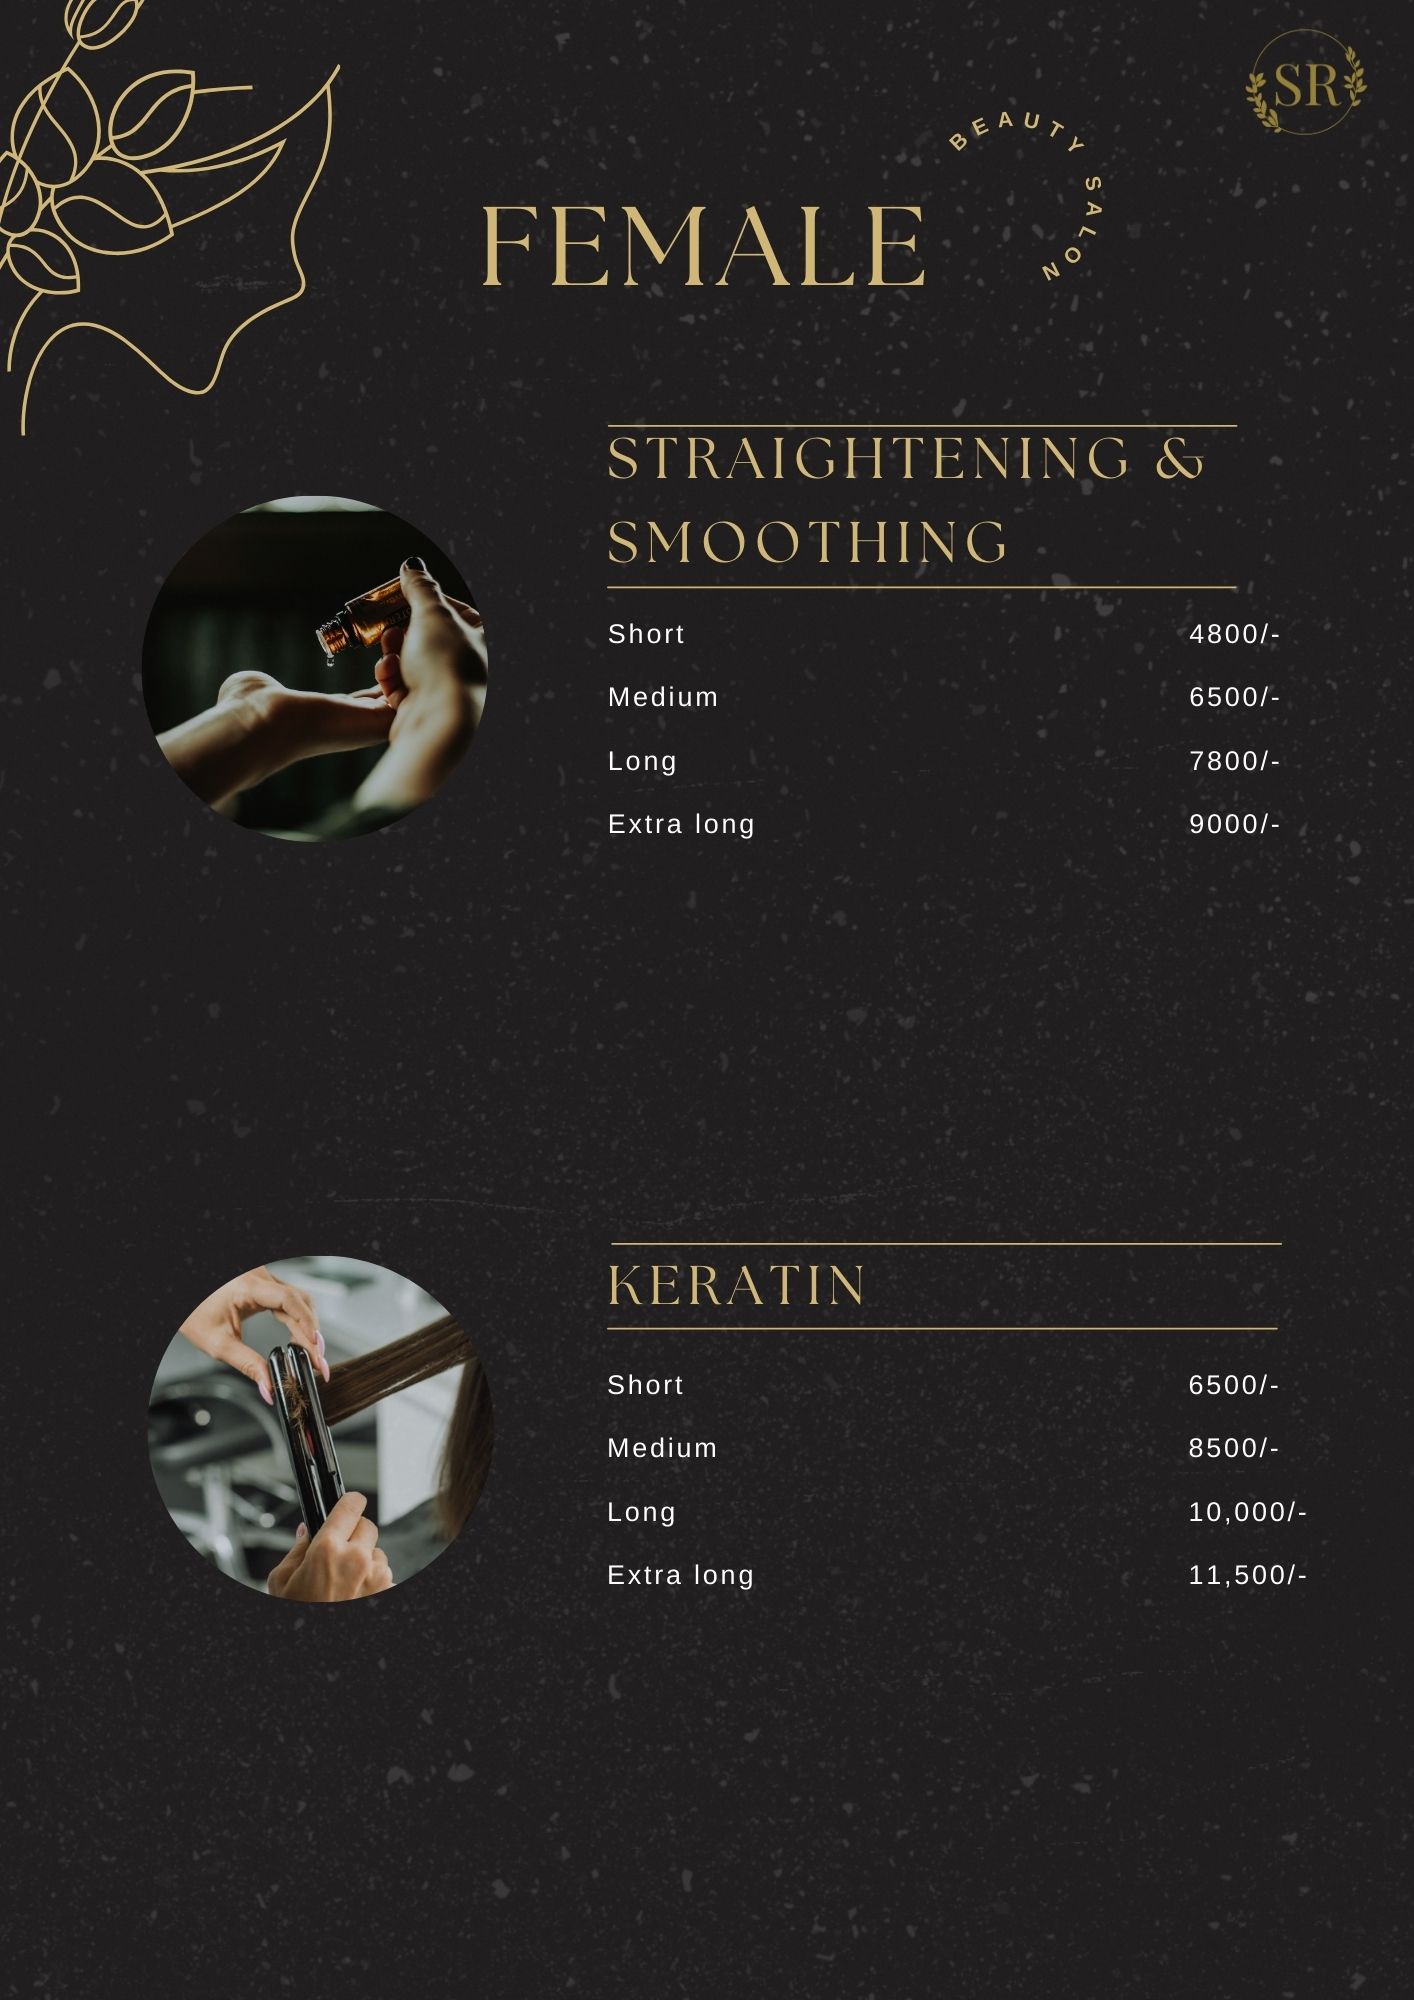 SR
BEAUTY SALON
FEMALE
STRAIGHTENING &
SMOOTHING
Short 4800/-
Medium 6500/-
Long 7800/-
Extra long 9000/-
KERATIN
Short 6500/-
Medium 8500/-
Long 10,000/-
Extra long 11,500/-